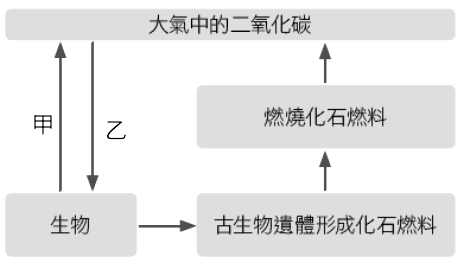 大氣中的二氧化碳
甲
乙
燃燒化石燃料
生物
古生物遺體形成化石燃料